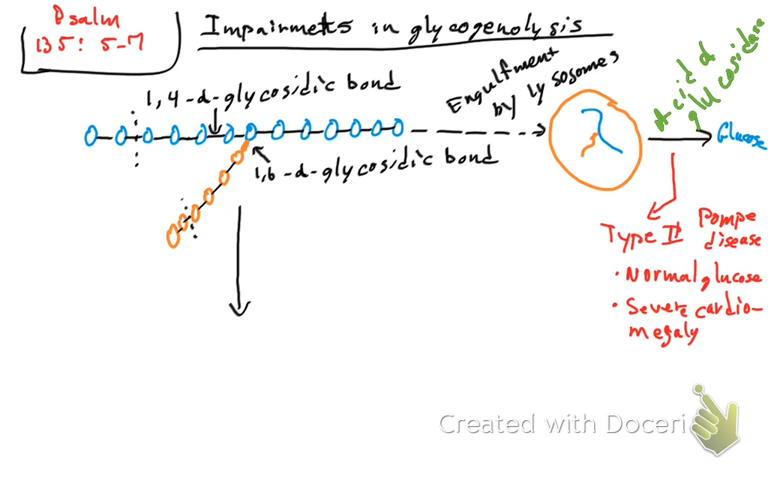 Psalm
135: 5-7
Impairments in glycogenolysis
1,4-α-glycosidic bond
1,6-α-glycosidic bond
Engulfment
by lysosomes
Acid α
glucosidase
Glucose
Type II Pompe
disease
• Normal glucose
• Severe cardio-
megaly
Created with Doceri